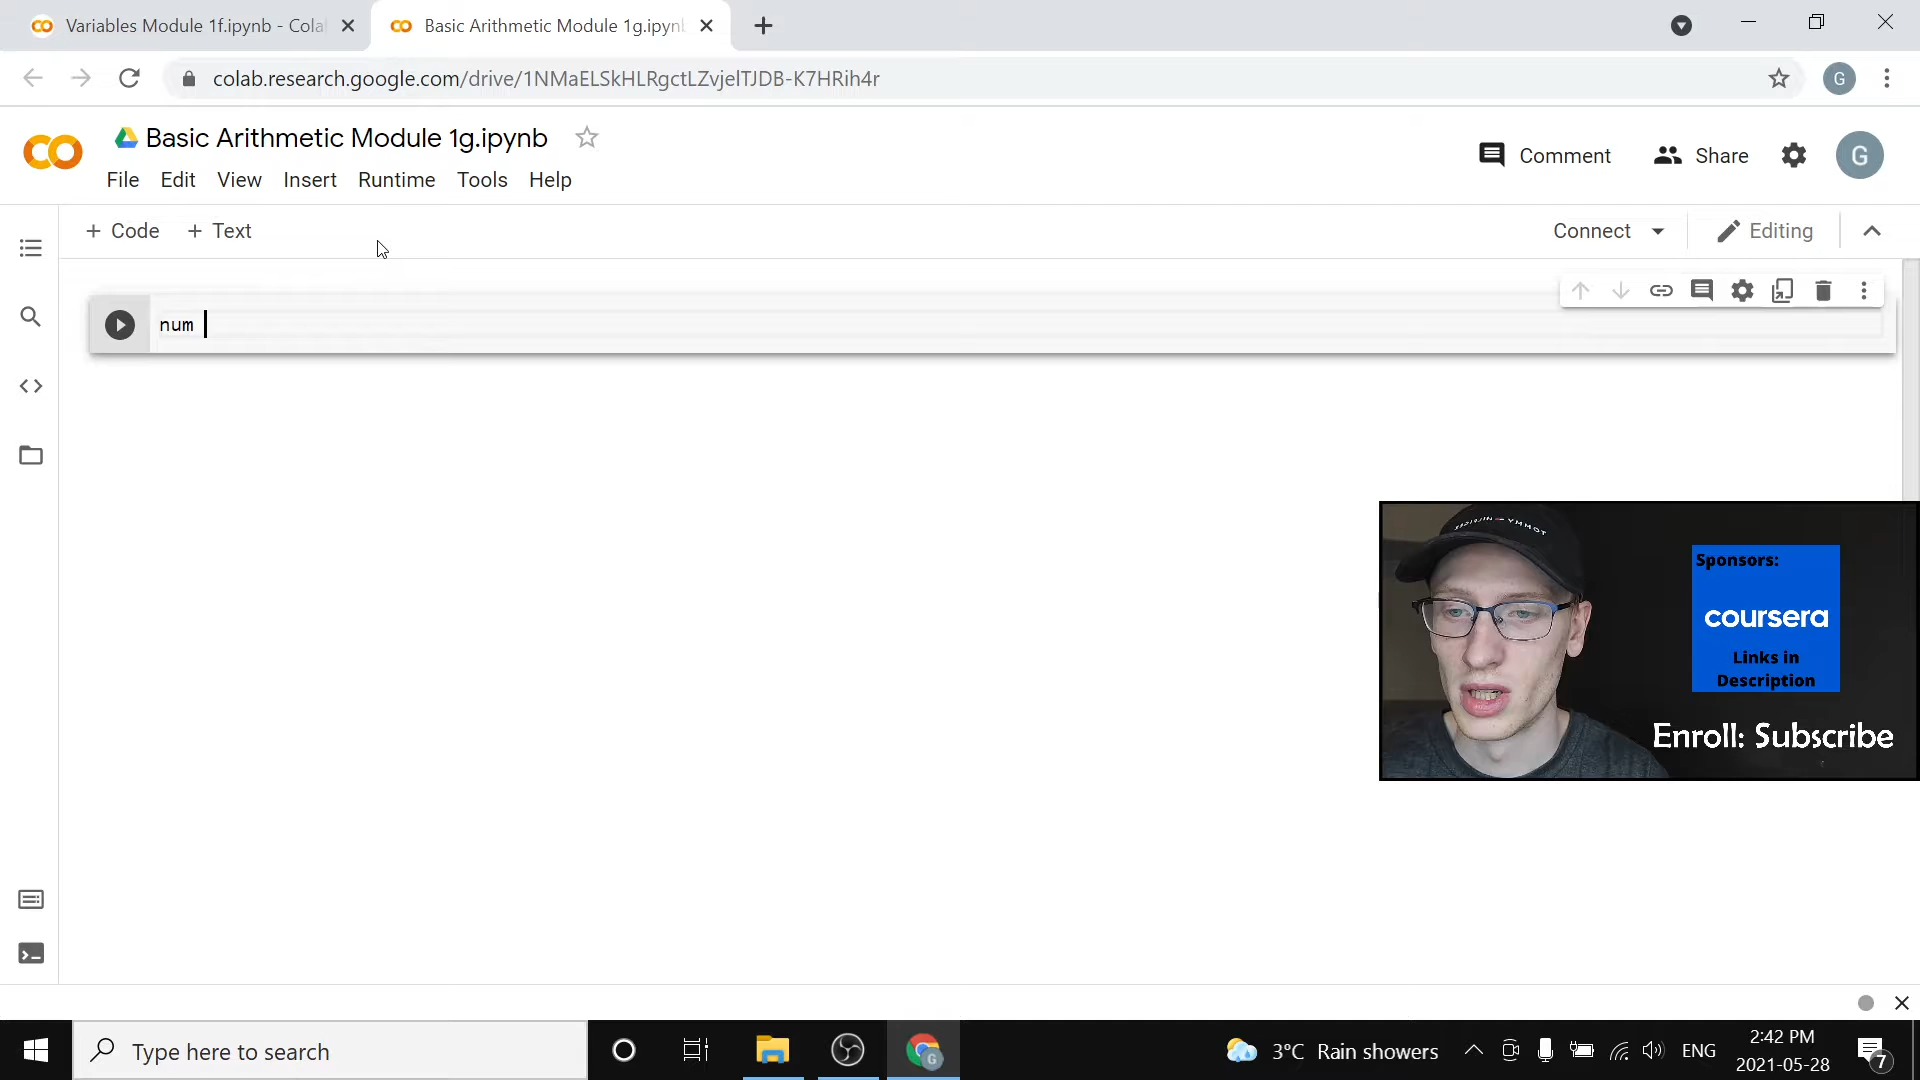 Variables Module 1f.ipynb - Cola
Basic Arithmetic Module 1g.ipyn
colab.research.google.com/drive/1NMaELSkHLRgctLZvjelTJDB-K7HRih4r
G
Basic Arithmetic Module 1g.ipynb
Comment
Share
G
File Edit View Insert Runtime Tools Help
+ Code + Text
Connect
Editing
num
Sponsors:
coursera
Links in
Description
Enroll: Subscribe
Type here to search
G
3°C Rain showers
ENG
2:42 PM
2021-05-28
7